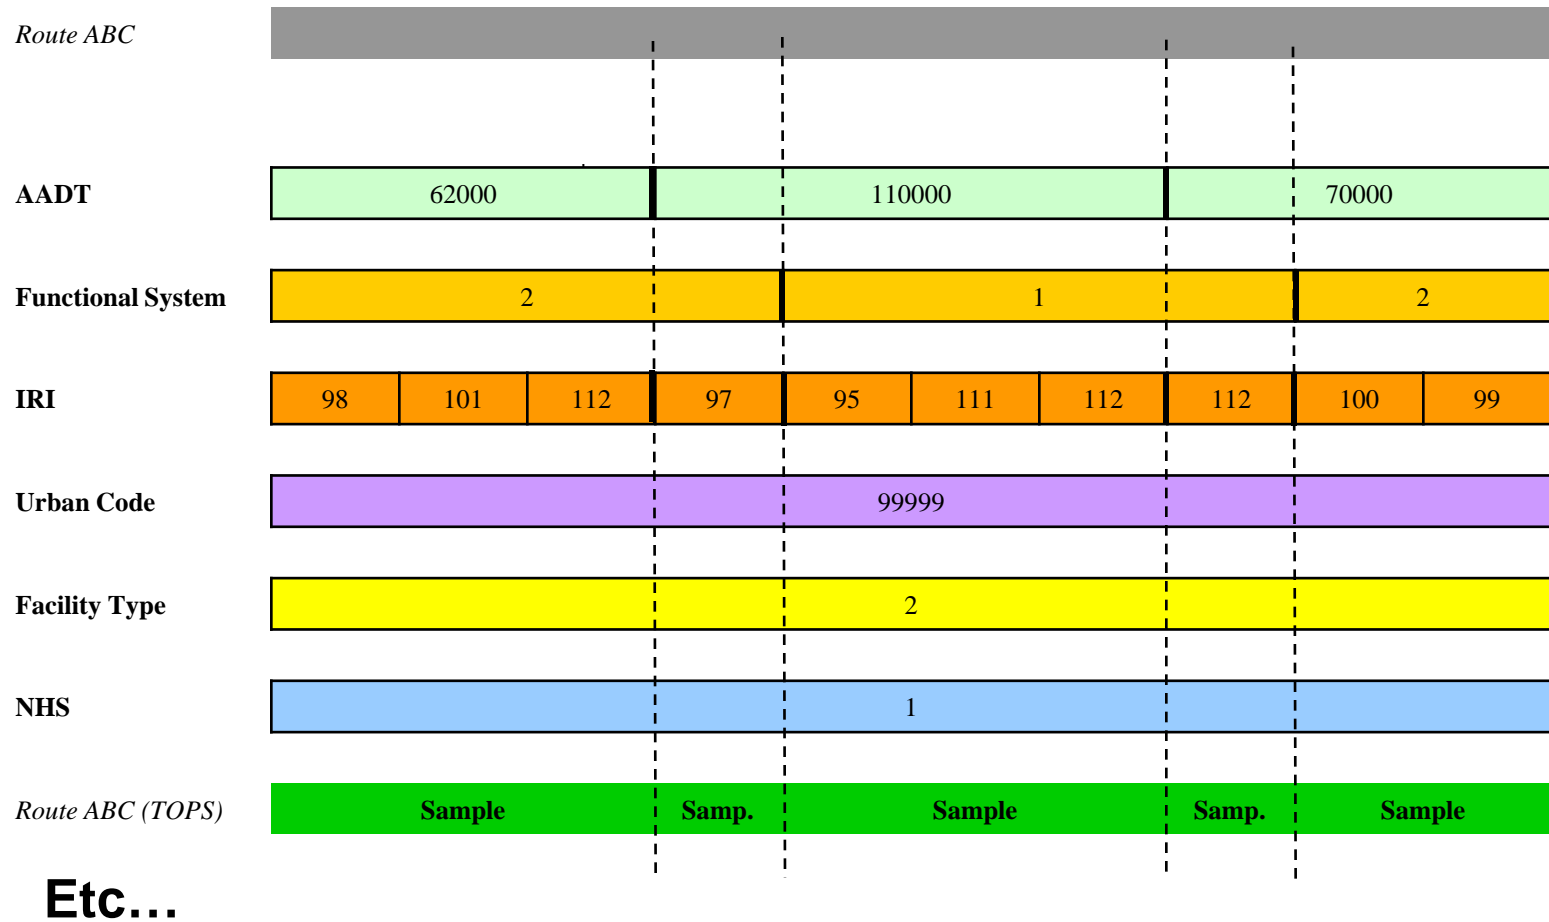 Route ABC
AADT 62000 110000 70000
Functional System 2 1 2
IRI 98 101 112 97 95 111 112 112 100 99
Urban Code 99999
Facility Type 2
NHS 1
Route ABC (TOPS) Sample Samp. Sample Samp. Sample
Etc…